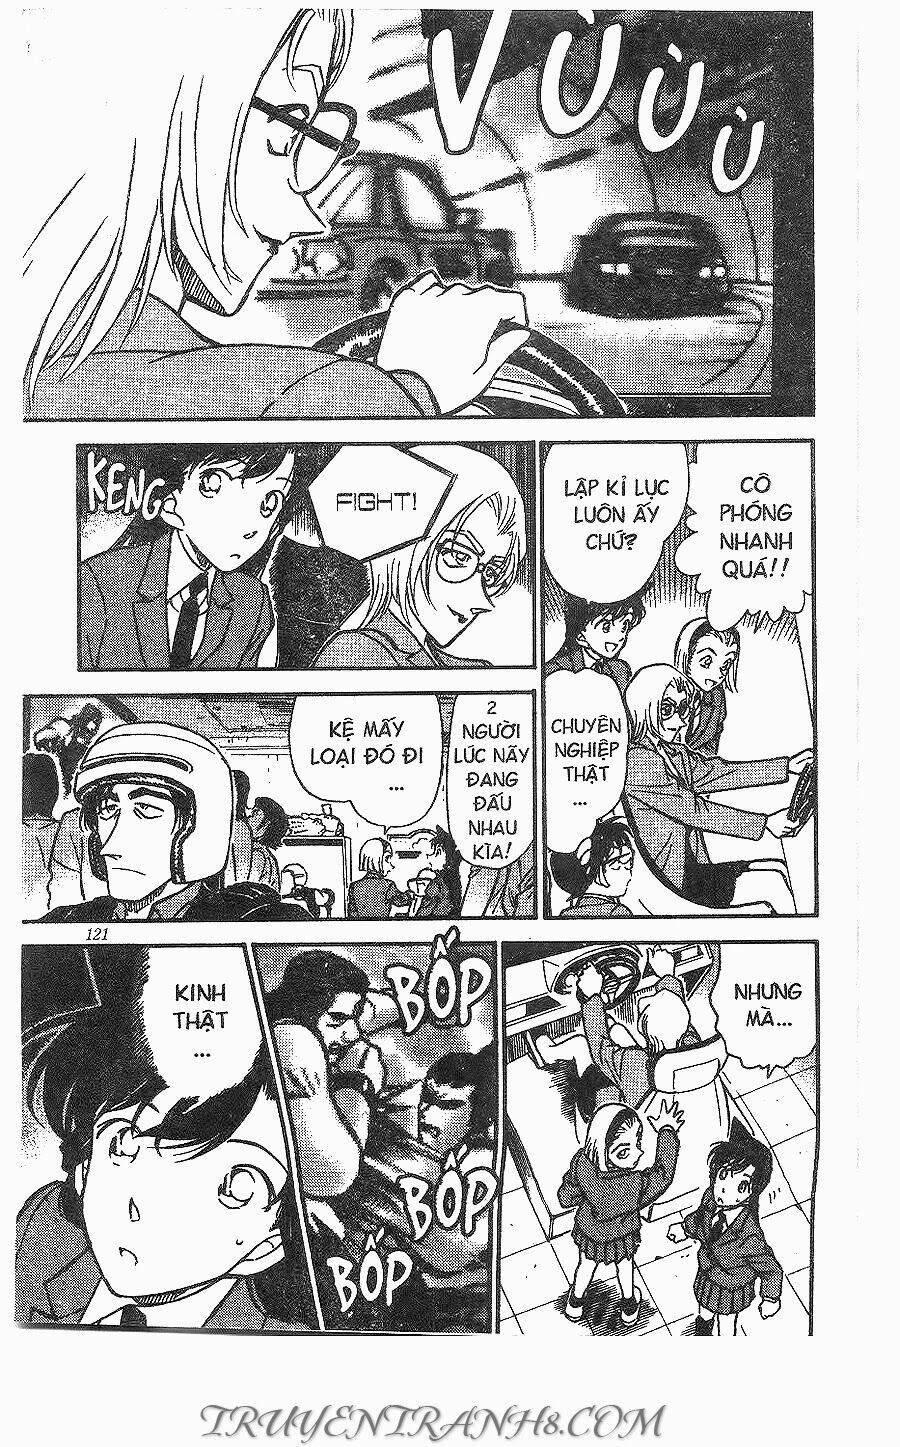 VÙÙÙ
CÔ
PHÓNG
NHANH
QUÁ!!
LẬP KỈ LỤC
LUÔN ẤY
CHỨ?
CHUYÊN
NGHIỆP
THẬT
...
FIGHT!
KENG
2
NGƯỜI
LÚC NÃY
ĐANG
ĐẤU
NHAU
KÌA!
KỆ MẤY
LOẠI ĐÓ ĐI
...
121
NHƯNG
MÀ...
BỐP
BỐP
BỐP
KINH
THẬT
...
TRUYENTRANH8.COM